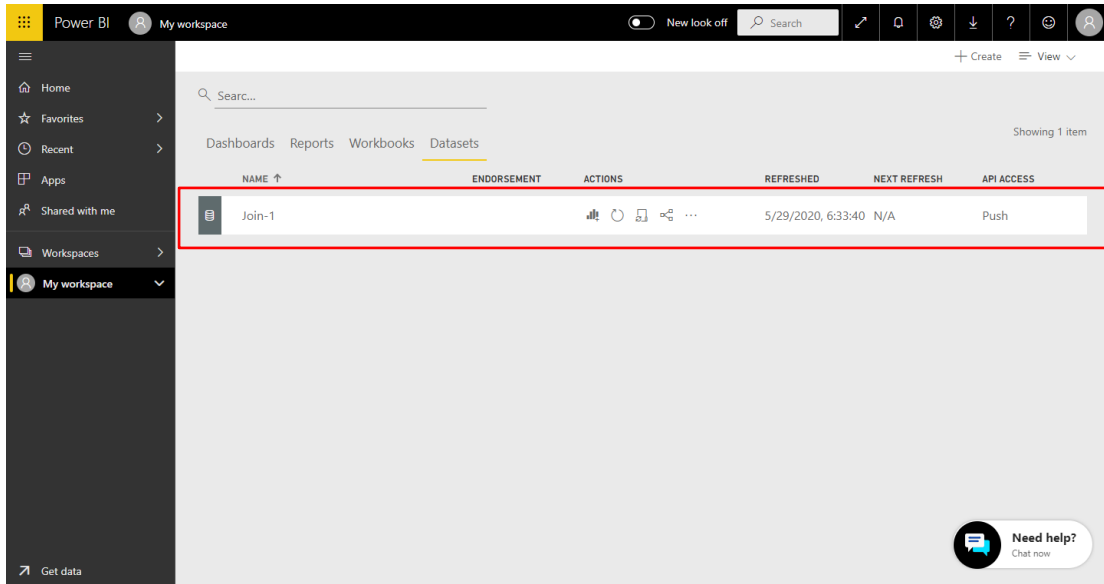 Power BI My workspace New look off Search ?
Create View
Home
Searc...
Favorites
Showing 1 item
Dashboards Reports Workbooks Datasets
Recent
NAME ENDORSEMENT ACTIONS REFRESHED NEXT REFRESH API ACCESS
Apps
Shared with me
Join-1 ... 5/29/2020, 6:33:40 N/A Push
Workspaces
My workspace
Need help?
Chat now
Get data